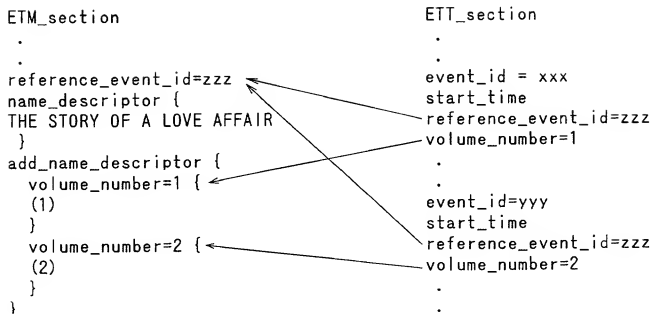 ETM_section
.
.
reference_event_id=zzz
name_descriptor {
THE STORY OF A LOVE AFFAIR
}
add_name_descriptor {
volume_number=1 {
(1)
}
volume_number=2 {
(2)
}
}
ETT_section
.
.
event_id = xxx
start_time
reference_event_id=zzz
volume_number=1
.
.
event_id=yyy
start_time
reference_event_id=zzz
volume_number=2
.
.